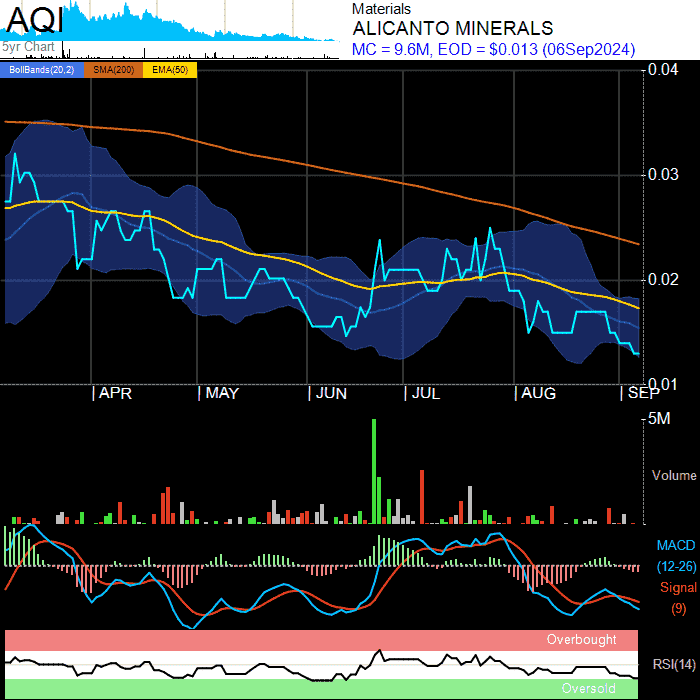 AQI
5yr Chart
Materials
ALICANTO MINERALS
MC = 9.6M, EOD = $0.013 (06Sep2024)
BollBands(20,2) SMA(200) EMA(50)
0.04
0.03
0.02
0.01
| APR | MAY | JUN | JUL | AUG | SEP
5M
Volume
MACD
(12-26)
Signal
(9)
Overbought
RSI(14)
Oversold